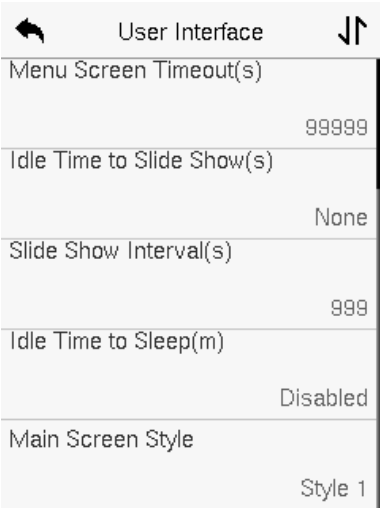 User Interface
Menu Screen Timeout(s)
99999
Idle Time to Slide Show(s)
None
Slide Show Interval(s)
999
Idle Time to Sleep(m)
Disabled
Main Screen Style
Style 1